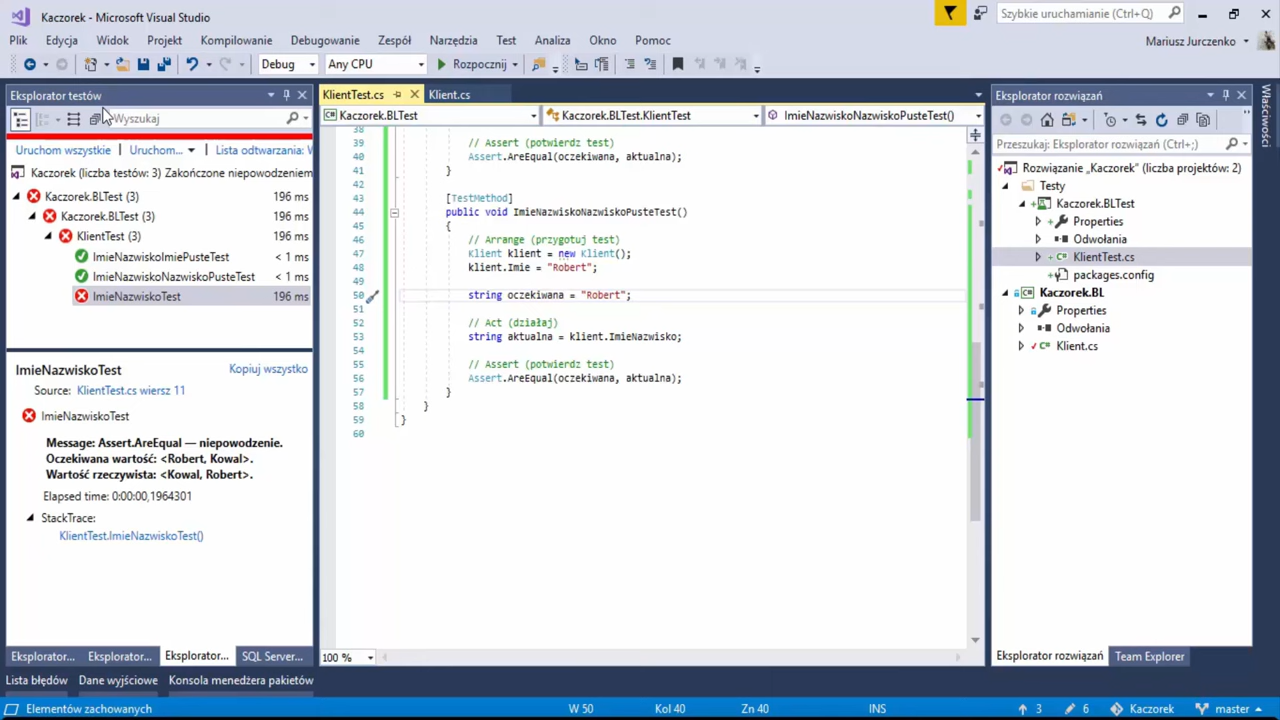 Kaczorek - Microsoft Visual Studio
Szybkie uruchamianie (Ctrl+Q)
Plik Edycja Widok Projekt Kompilowanie Debugowanie Zespół Narzędzia Test Analiza Okno Pomoc
Mariusz Jurczenko
Debug Any CPU Rozpocznij
Eksplorator testów
Wyszukaj
Uruchom wszystkie Uruchom... Lista odtwarzania: W
Kaczorek (liczba testów: 3) Zakończone niepowodzeniem
Kaczorek.BLTest (3) 196 ms
Kaczorek.BLTest (3) 196 ms
KlientTest (3) 196 ms
ImieNazwiskoImiePusteTest < 1 ms
ImieNazwiskoNazwiskoPusteTest < 1 ms
ImieNazwiskoTest 196 ms
ImieNazwiskoTest Kopiuj wszystko
Source: KlientTest.cs wiersz 11
ImieNazwiskoTest
Message: Assert.AreEqual — niepowodzenie.
Oczekiwana wartość: <Robert, Kowal>.
Wartość rzeczywista: <Kowal, Robert>.
Elapsed time: 0:00:00,1964301
StackTrace:
KlientTest.ImieNazwiskoTest()
Eksplorator... Eksplorator... Eksplorator... SQL Server...
KlientTest.cs Klient.cs
Kaczorek.BLTest Kaczorek.BLTest.KlientTest ImieNazwiskoNazwiskoPusteTest()
38
39 // Assert (potwierdz test)
40 Assert.AreEqual(oczekiwana, aktualna);
41 }
42
43 [TestMethod]
44 public void ImieNazwiskoNazwiskoPusteTest()
45 {
46 // Arrange (przygotuj test)
47 Klient klient = new Klient();
48 klient.Imie = "Robert";
49
50 string oczekiwana = "Robert";
51
52 // Act (działaj)
53 string aktualna = klient.ImieNazwisko;
54
55 // Assert (potwierdz test)
56 Assert.AreEqual(oczekiwana, aktualna);
57 }
58 }
59 }
60
100 %
Eksplorator rozwiązań
Przeszukaj: Eksplorator rozwiązań (Ctrl+;)
Rozwiązanie „Kaczorek" (liczba projektów: 2)
Testy
Kaczorek.BLTest
Properties
Odwołania
KlientTest.cs
packages.config
Kaczorek.BL
Properties
Odwołania
Klient.cs
Eksplorator rozwiązań Team Explorer
Właściwości
Lista błędów Dane wyjściowe Konsola menedżera pakietów
Elementów zachowanych W 50 Kol 40 Zn 40 INS 3 6 Kaczorek master